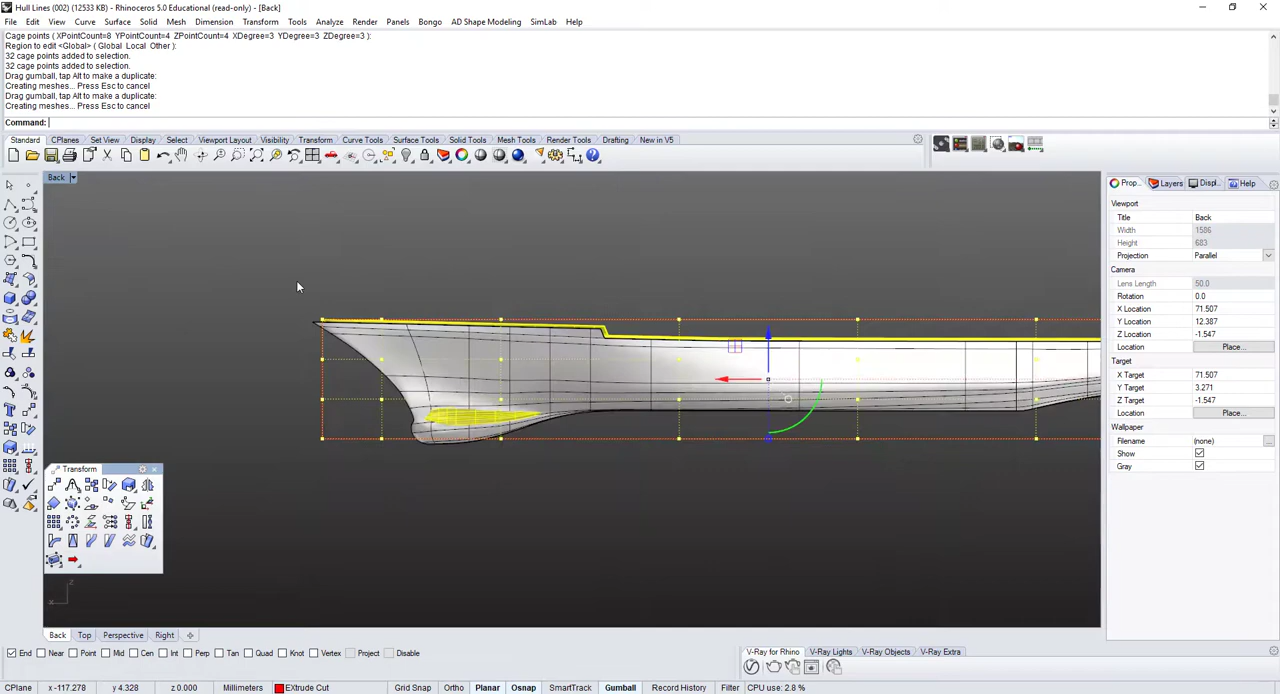 Hull Lines (002) (12533 KB) - Rhinoceros 5.0 Educational (read-only) - [Back]
File Edit View Curve Surface Solid Mesh Dimension Transform Tools Analyze Render Panels Bongo AD Shape Modeling SimLab Help
Cage points ( XPointCount=8 YPointCount=4 ZPointCount=4 XDegree=3 YDegree=3 ZDegree=3 ):
Region to edit <Global> ( Global Local Other ):
32 cage points added to selection.
32 cage points added to selection.
Drag gumball, tap Alt to make a duplicate:
Creating meshes... Press Esc to cancel
Drag gumball, tap Alt to make a duplicate:
Creating meshes... Press Esc to cancel
Command:
Standard CPlanes Set View Display Select Viewport Layout Visibility Transform Curve Tools Surface Tools Solid Tools Mesh Tools Render Tools Drafting New in V5
Back
Prop... Layers Displ... Help
Viewport
Title Back
Width 1586
Height 683
Projection Parallel
Camera
Lens Length 50.0
Rotation 0.0
X Location 71.507
Y Location 12.387
Z Location -1.547
Location Place...
Target
X Target 71.507
Y Target 3.271
Z Target -1.547
Location Place...
Wallpaper
Filename (none) ...
Show
Gray
Transform
z
x
Back Top Perspective Right
End Near Point Mid Cen Int Perp Tan Quad Knot Vertex Project Disable
V-Ray for Rhino V-Ray Lights V-Ray Objects V-Ray Extra
CPlane x -117.278 y 4.328 z 0.000 Millimeters EXtrude Cut Grid Snap Ortho Planar Osnap SmartTrack Gumball Record History Filter CPU use: 2.8 %